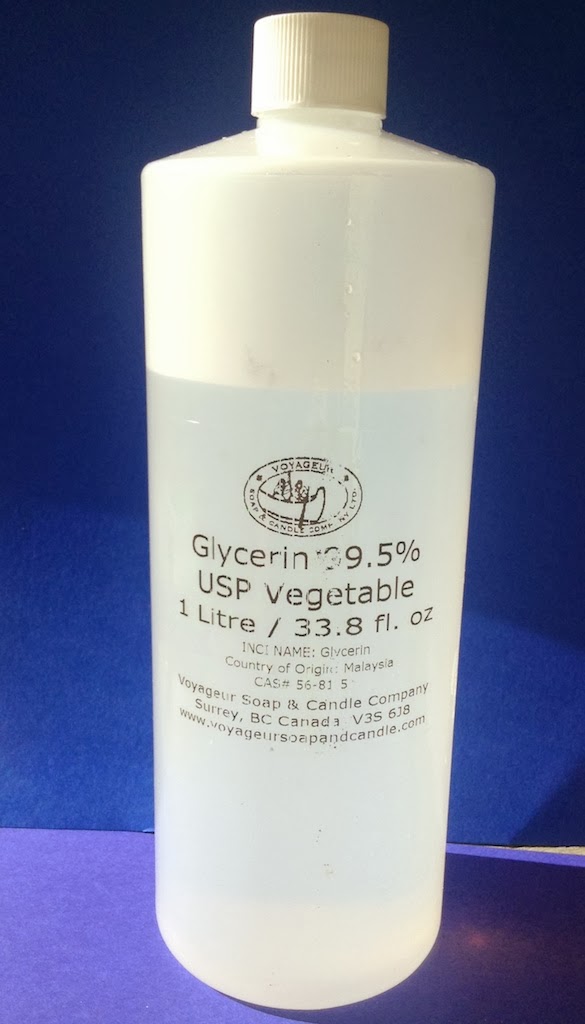 VOYAGEUR
SOAP & CANDLE COMPANY LTD.
Glycerin 99.5%
USP Vegetable
1 Litre / 33.8 fl. oz
INCI NAME: Glycerin
Country of Origin: Malaysia
CAS# 56-81 5
Voyageur Soap & Candle Company
Surrey, BC Canada V3S 6J8
www.voyageursoapandcandle.com